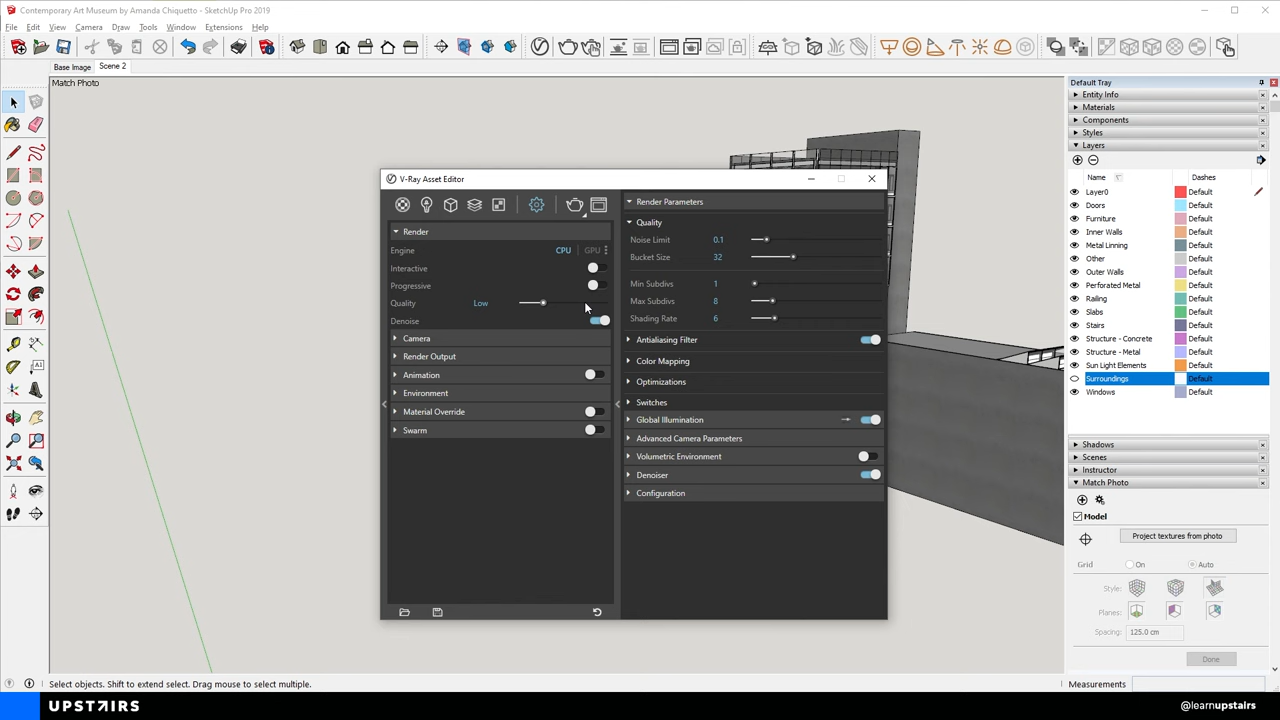 Contemporary Art Museum by Amanda Chiquetto - SketchUp Pro 2019
File Edit View Camera Draw Tools Window Extensions Help
Base Image Scene 2
Match Photo
Default Tray
Entity Info
Materials
Components
Styles
Layers
Name Dashes
Layer0 Default
Doors Default
Furniture Default
Inner Walls Default
Metal Linning Default
Other Default
Outer Walls Default
Perforated Metal Default
Railing Default
Slabs Default
Stairs Default
Structure - Concrete Default
Structure - Metal Default
Sun Light Elements Default
Surroundings Default
Windows Default
Shadows
Scenes
Instructor
Match Photo
Model
Project textures from photo
Grid On Auto
Style:
Planes:
Spacing: 125.0 cm
Done
V-Ray Asset Editor
Render
Engine CPU GPU
Interactive
Progressive
Quality Low
Denoise
Camera
Render Output
Animation
Environment
Material Override
Swarm
Render Parameters
Quality
Noise Limit 0.1
Bucket Size 32
Min Subdivs 1
Max Subdivs 8
Shading Rate 6
Antialiasing Filter
Color Mapping
Optimizations
Switches
Global Illumination
Advanced Camera Parameters
Volumetric Environment
Denoiser
Configuration
Select objects. Shift to extend select. Drag mouse to select multiple.
Measurements
UPSTAIRS
@learnupstairs